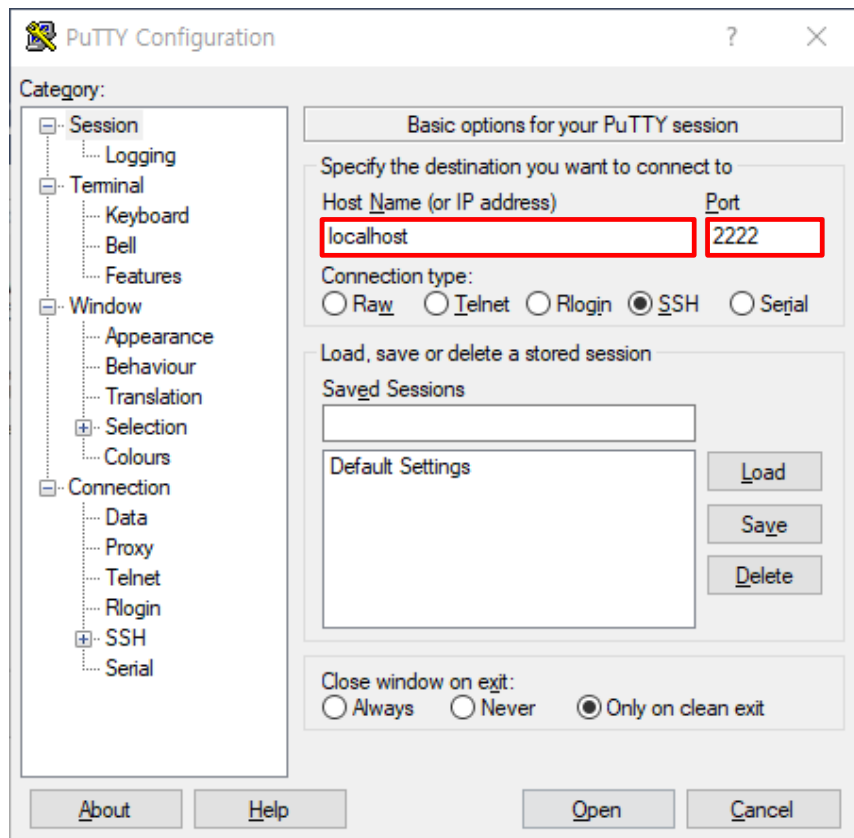 PuTTY Configuration
?
Category:
Session
Logging
Terminal
Keyboard
Bell
Features
Window
Appearance
Behaviour
Translation
Selection
Colours
Connection
Data
Proxy
Telnet
Rlogin
SSH
Serial
Basic options for your PuTTY session
Specify the destination you want to connect to
Host Name (or IP address) Port
localhost 2222
Connection type:
Raw Telnet Rlogin SSH Serial
Load, save or delete a stored session
Saved Sessions
Default Settings
Load
Save
Delete
Close window on exit:
Always Never Only on clean exit
About Help Open Cancel